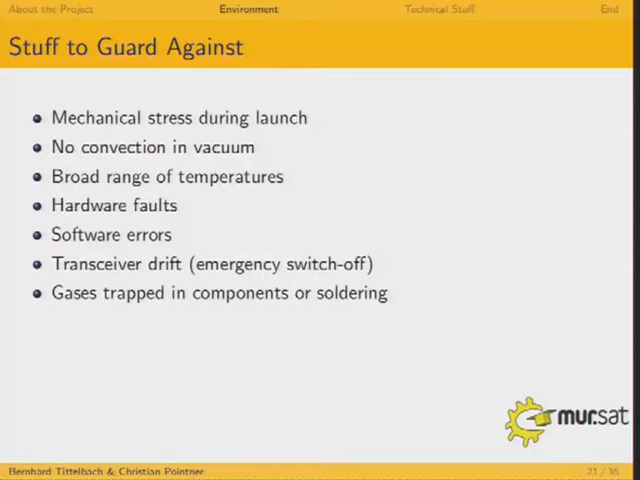 About the Project Environment Technical Stuff End
Stuff to Guard Against
Mechanical stress during launch
No convection in vacuum
Broad range of temperatures
Hardware faults
Software errors
Transceiver drift (emergency switch-off)
Gases trapped in components or soldering
mur.sat
Bernhard Tittelbach & Christian Pointner 21 / 36